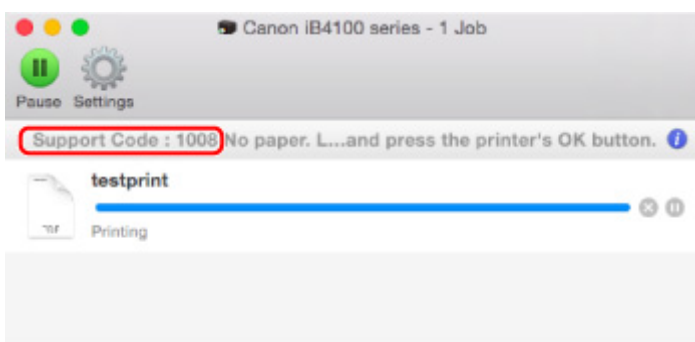 Canon iB4100 series - 1 Job
Pause Settings
Support Code : 1008 No paper. L...and press the printer's OK button.
testprint
Printing